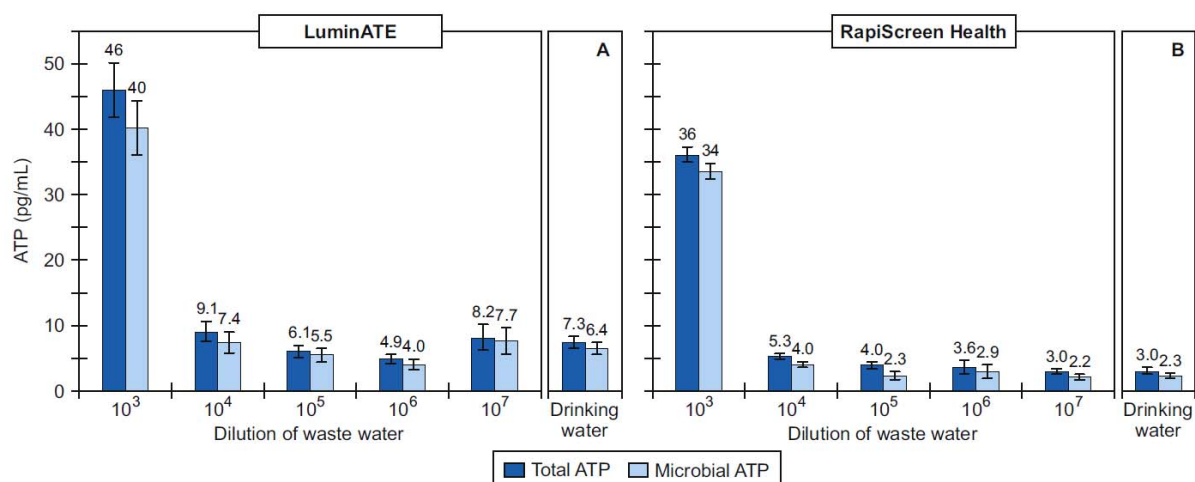 LuminATE
A
RapiScreen Health
B
ATP (pg/mL)
50
40
30
20
10
0
46
40
9.1
7.4
6.1
5.5
4.9
4.0
8.2
7.7
7.3
6.4
36
34
5.3
4.0
4.0
2.3
3.6
2.9
3.0
2.2
3.0
2.3
10³ 10⁴ 10⁵ 10⁶ 10⁷
Dilution of waste water
Drinking
water
10³ 10⁴ 10⁵ 10⁶ 10⁷
Dilution of waste water
Drinking
water
Total ATP Microbial ATP